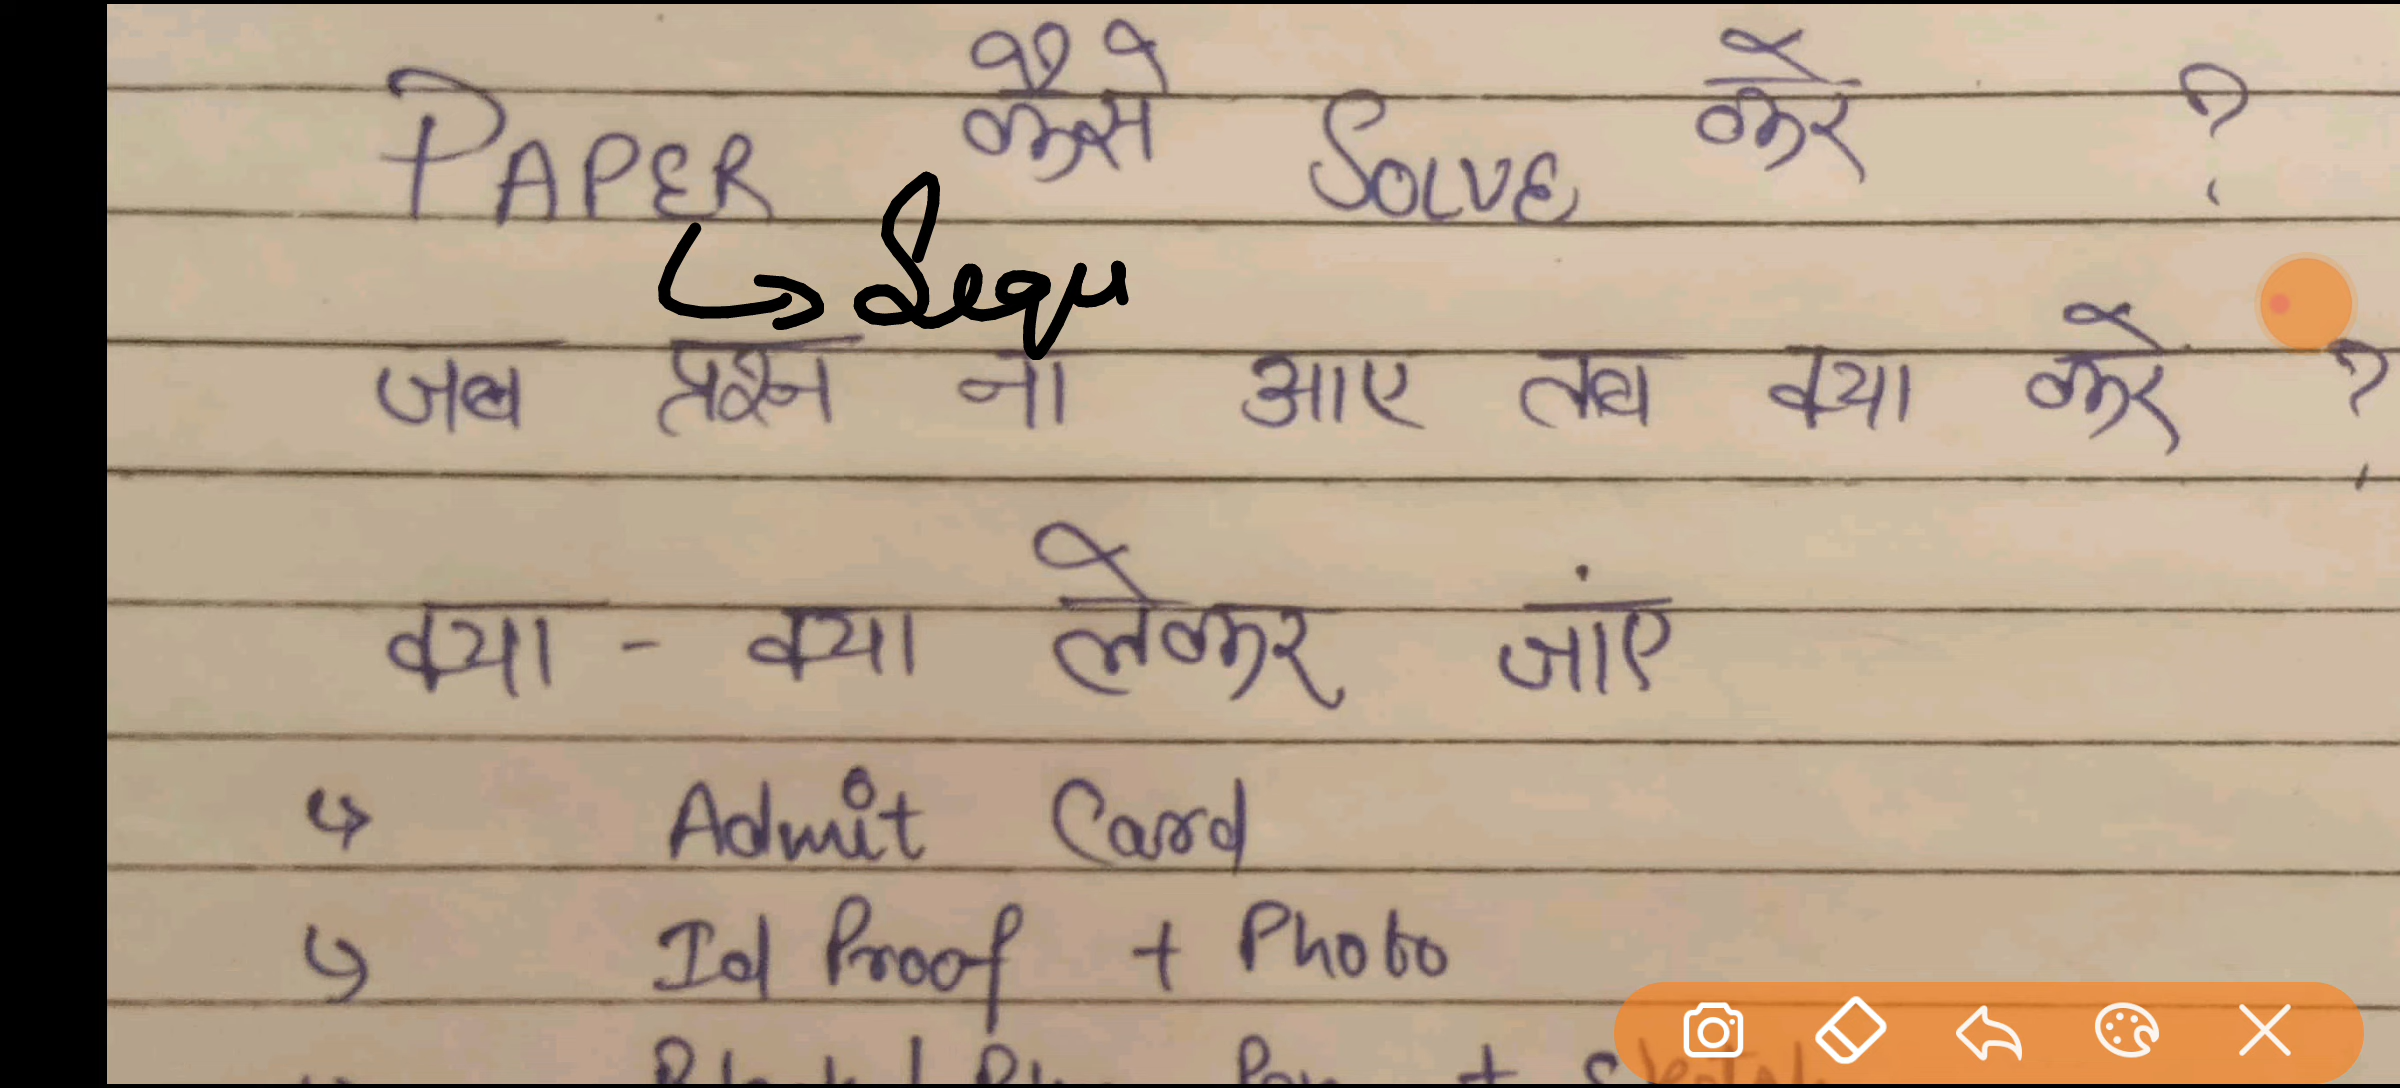 PAPER कैसे SOLVE करे ?
↳ Sequ
जब प्रश्न ना आए तब क्या करे ?
क्या - क्या लेकर जांए
↳ Admit Card
↳ Id Proof + Photo